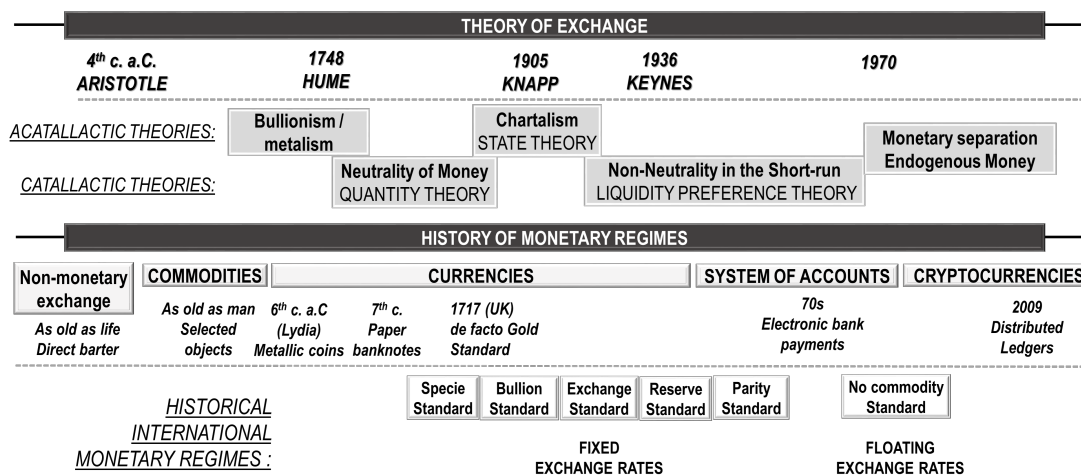 THEORY OF EXCHANGE
4th c. a.C.
ARISTOTLE
1748
HUME
1905
KNAPP
1936
KEYNES
1970
ACATALLACTIC THEORIES:
Bullionism /
metalism
Chartalism
STATE THEORY
Monetary separation
Endogenous Money
CATALLACTIC THEORIES:
Neutrality of Money
QUANTITY THEORY
Non-Neutrality in the Short-run
LIQUIDITY PREFERENCE THEORY
HISTORY OF MONETARY REGIMES
Non-monetary
exchange
As old as life
Direct barter
COMMODITIES
As old as man
Selected
objects
CURRENCIES
6th c. a.C
(Lydia)
Metallic coins
7th c.
Paper
banknotes
1717 (UK)
de facto Gold
Standard
SYSTEM OF ACCOUNTS
70s
Electronic bank
payments
CRYPTOCURRENCIES
2009
Distributed
Ledgers
HISTORICAL
INTERNATIONAL
MONETARY REGIMES :
Specie
Standard
Bullion
Standard
Exchange
Standard
Reserve
Standard
Parity
Standard
No commodity
Standard
FIXED
EXCHANGE RATES
FLOATING
EXCHANGE RATES